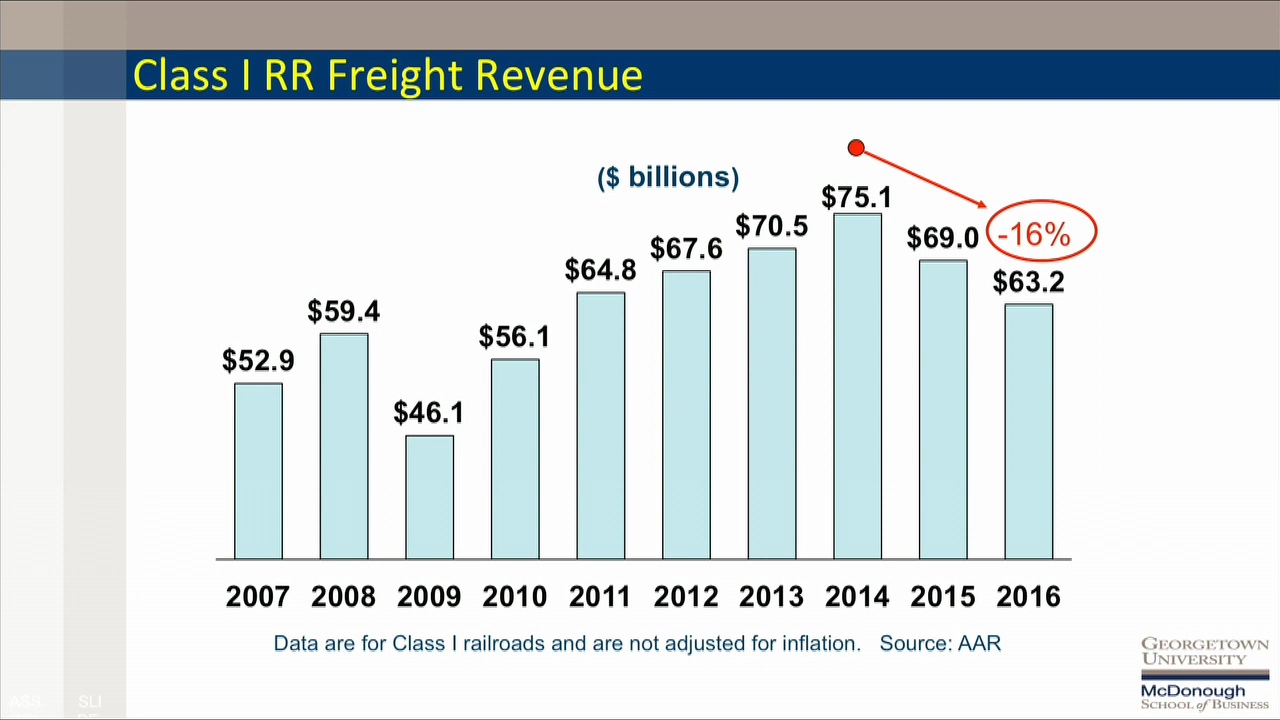 Class I RR Freight Revenue
($ billions)
$52.9
$59.4
$46.1
$56.1
$64.8
$67.6
$70.5
$75.1
$69.0
$63.2
-16%
2007 2008 2009 2010 2011 2012 2013 2014 2015 2016
Data are for Class I railroads and are not adjusted for inflation. Source: AAR
GEORGETOWN
UNIVERSITY
McDonough
SCHOOL of BUSINESS
ASS
SLI